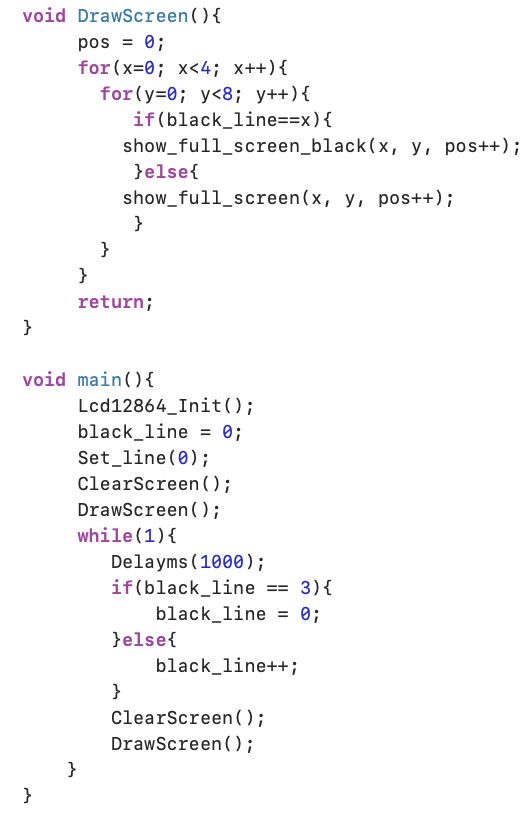 void DrawScreen(){
     pos = 0;
     for(x=0; x<4; x++){
       for(y=0; y<8; y++){
          if(black_line==x){
         show_full_screen_black(x, y, pos++);
          }else{
         show_full_screen(x, y, pos++);
          }
       }
     }
     return;
}

void main(){
     Lcd12864_Init();
     black_line = 0;
     Set_line(0);
     ClearScreen();
     DrawScreen();
     while(1){
        Delayms(1000);
        if(black_line == 3){
            black_line = 0;
        }else{
            black_line++;
        }
        ClearScreen();
        DrawScreen();
    }
}